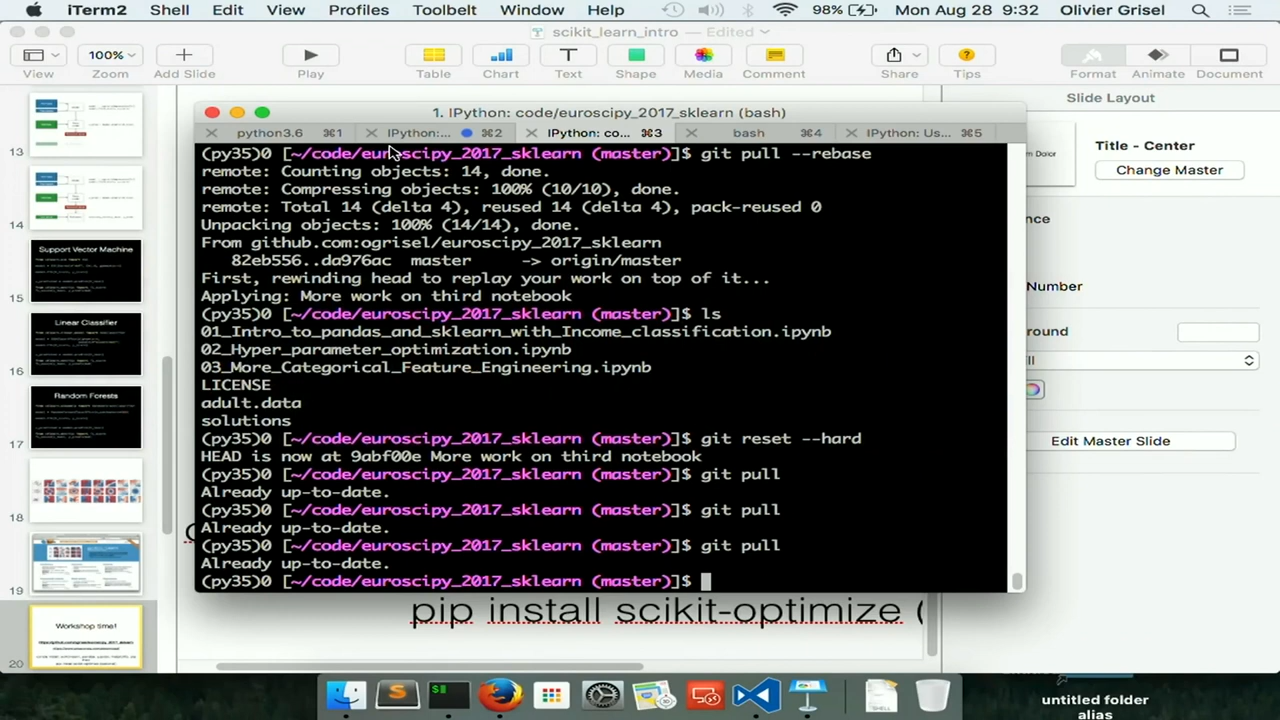 iTerm2 Shell Edit View Profiles Toolbelt Window Help 98% Mon Aug 28 9:32 Olivier Grisel
scikit_learn_intro — Edited
100%
View Zoom Add Slide Play Table Chart Text Shape Media Comment Share Tips Format Animate Document
Slide Layout
Title - Center
Change Master
Number
Edit Master Slide
1. IPython: code/euroscipy_2017_sklearn (bash)
python3.6 ⌘1 IPython:... ⌘2 IPython: co... ⌘3 bash ⌘4 IPython: Us... ⌘5
(py35)0 [~/code/euroscipy_2017_sklearn (master)]$ git pull --rebase
remote: Counting objects: 14, done.
remote: Compressing objects: 100% (10/10), done.
remote: Total 14 (delta 4), reused 14 (delta 4), pack-reused 0
Unpacking objects: 100% (14/14), done.
From github.com:ogrisel/euroscipy_2017_sklearn
82eb556..da976ac master -> origin/master
First, rewinding head to replay your work on top of it...
Applying: More work on third notebook
(py35)0 [~/code/euroscipy_2017_sklearn (master)]$ ls
01_Intro_to_pandas_and_sklearn_with_Income_classification.ipynb
02_Hyper_parameter_optimization.ipynb
03_More_Categorical_Feature_Engineering.ipynb
LICENSE
adult.data
solutions
(py35)0 [~/code/euroscipy_2017_sklearn (master)]$ git reset --hard
HEAD is now at 9abf00e More work on third notebook
(py35)0 [~/code/euroscipy_2017_sklearn (master)]$ git pull
Already up-to-date.
(py35)0 [~/code/euroscipy_2017_sklearn (master)]$ git pull
Already up-to-date.
(py35)0 [~/code/euroscipy_2017_sklearn (master)]$ git pull
Already up-to-date.
(py35)0 [~/code/euroscipy_2017_sklearn (master)]$
pip install scikit-optimize (
13
14
Support Vector Machine
15
Linear Classifier
16
Random Forests
17
18
19
Workshop time!
20
untitled folder
alias